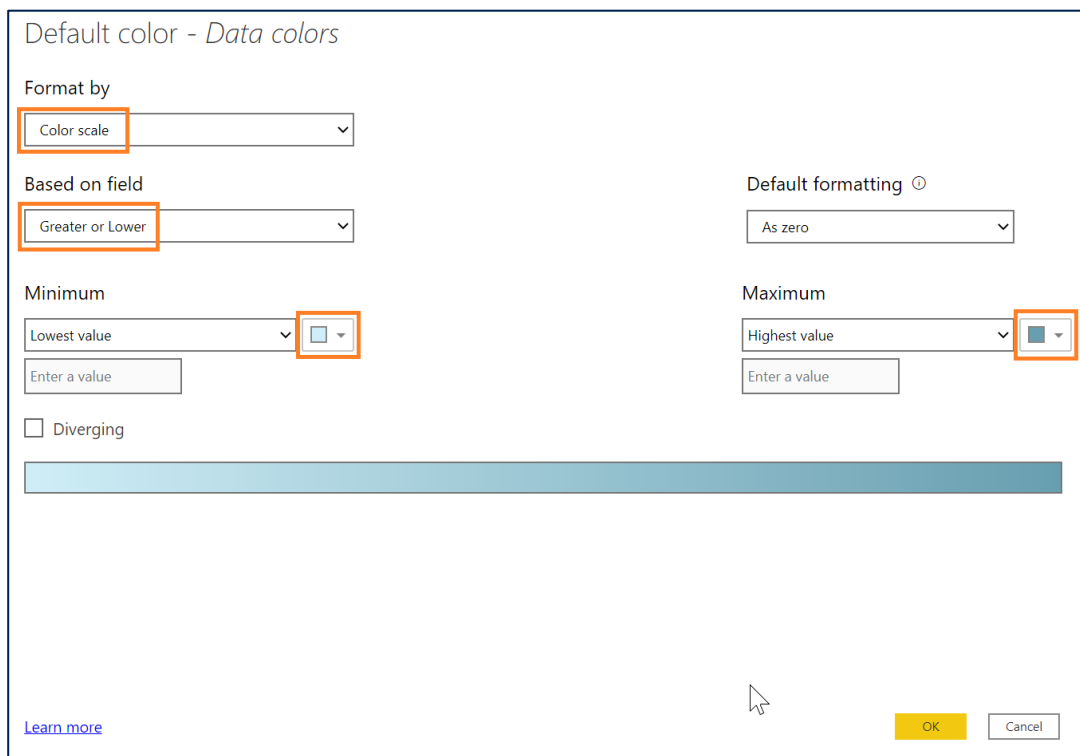 Default color - Data colors
Format by
Color scale
Based on field
Default formatting
Greater or Lower
As zero
Minimum
Maximum
Lowest value
Highest value
Enter a value
Enter a value
Diverging
Learn more
OK
Cancel